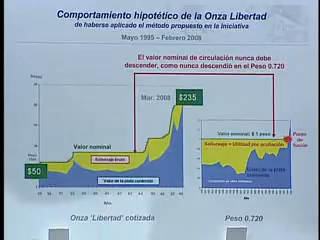 Comportamiento hipotético de la Onza Libertad
de haberse aplicado el método propuesto en la Iniciativa
Mayo 1995 – Febrero 2008
El valor nominal de circulación nunca debe
descender, como nunca descendió en el Peso 0.720
Pesos
Mar. 2008
$235
Valor nominal
Señoreaje bruto
$50
Valor de la plata contenida
Año
Valor nominal: $ 1 peso
Señoreaje = Utilidad por acuñación
Punto
de
fusión
Onza 'Libertad' cotizada
Peso 0.720